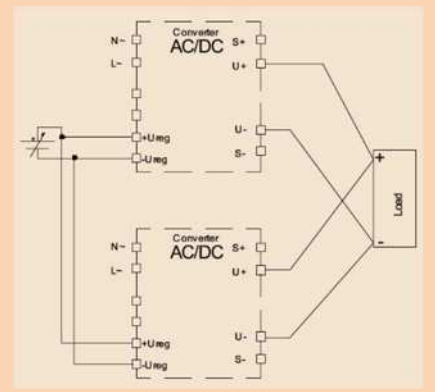 Converter
AC/DC
N~
L~
S+
U+
+Ureg
-Ureg
U-
S-
+
-
Load
Converter
AC/DC
N~
L~
S+
U+
+Ureg
-Ureg
U-
S-